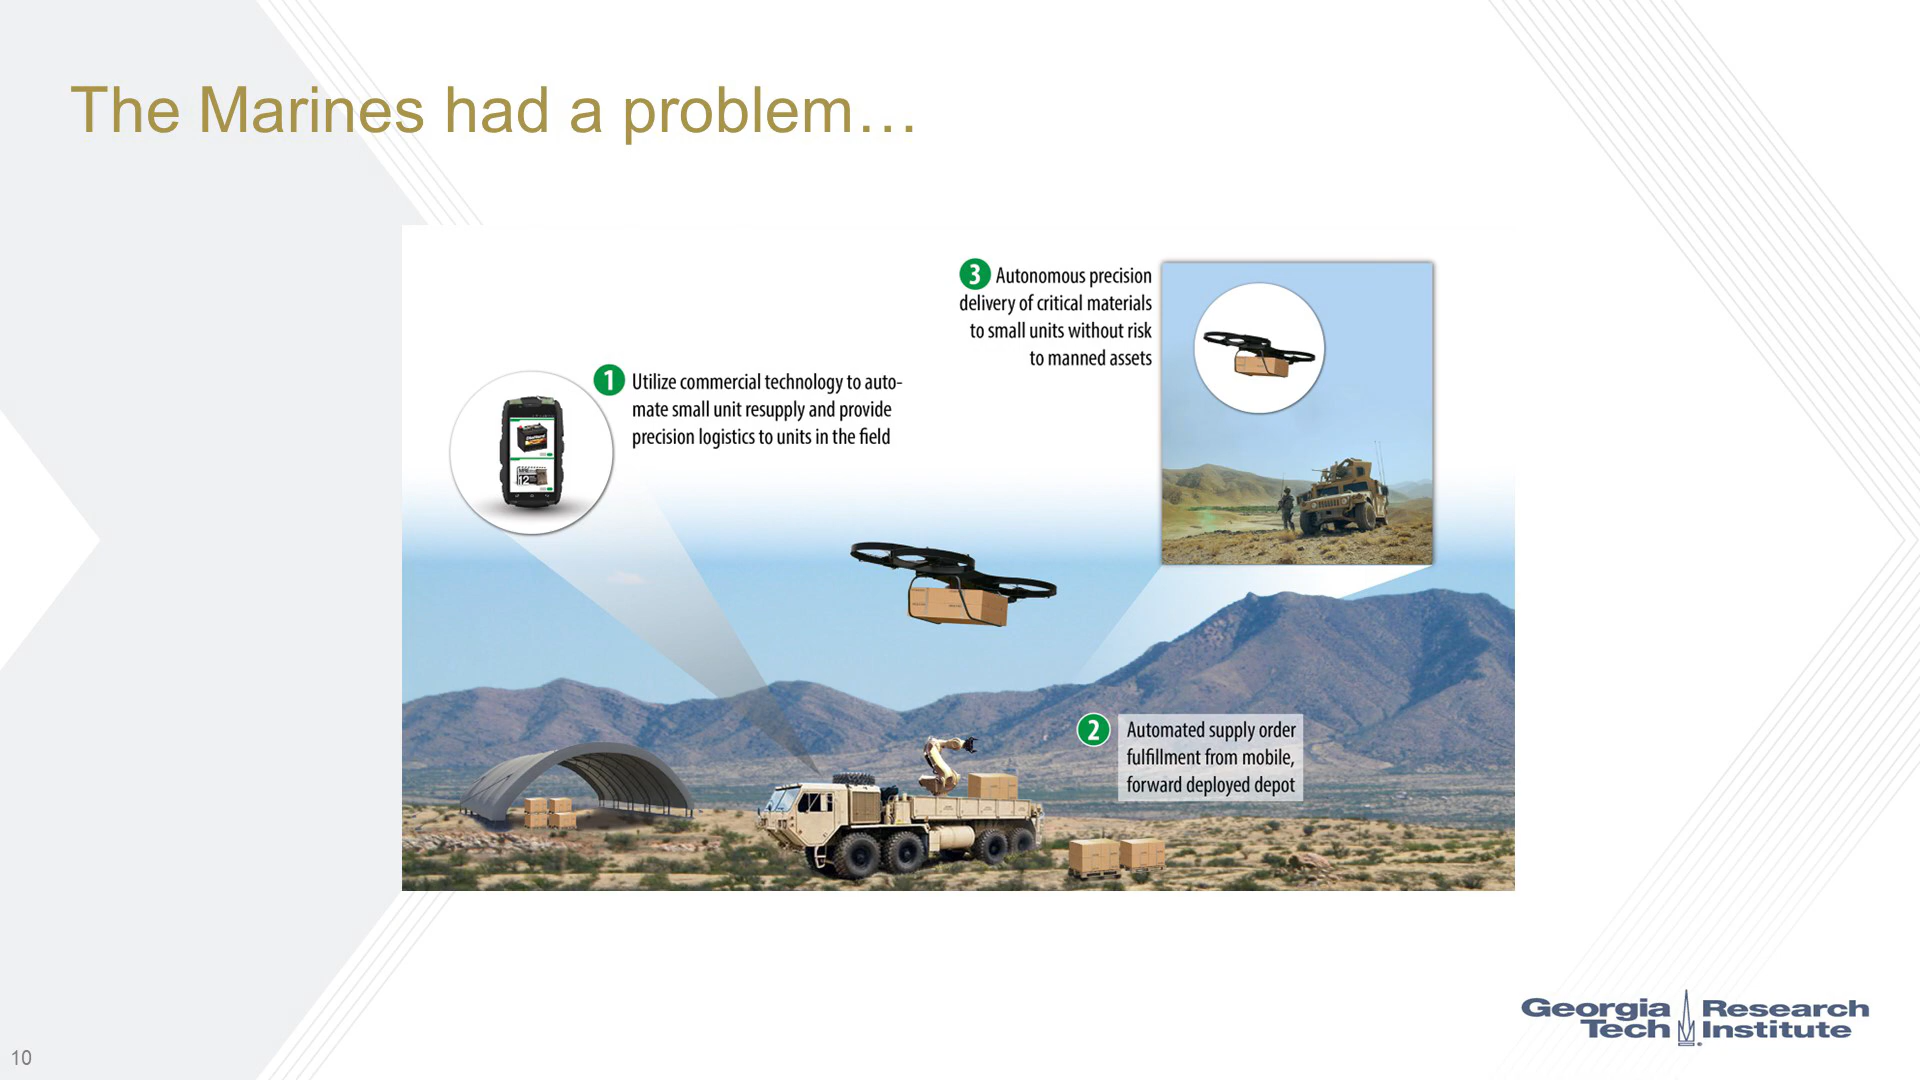 The Marines had a problem…
1 Utilize commercial technology to auto-
mate small unit resupply and provide
precision logistics to units in the field
3 Autonomous precision
delivery of critical materials
to small units without risk
to manned assets
12
2 Automated supply order
fulfillment from mobile,
forward deployed depot
Georgia Research
Tech Institute
10